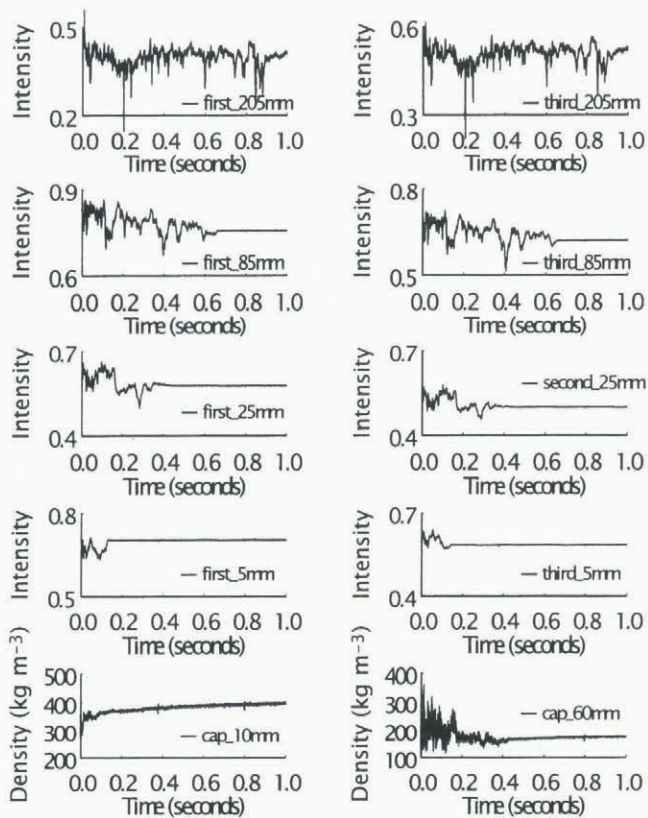 0.5
Intensity
first_205mm
0.2
0.0 0.2 0.4 0.6 0.8 1.0
Time (seconds)
0.6
Intensity
third_205mm
0.3
0.0 0.2 0.4 0.6 0.8 1.0
Time (seconds)
0.9
Intensity
first_85mm
0.6
0.0 0.2 0.4 0.6 0.8 1.0
Time (seconds)
0.8
Intensity
third_85mm
0.5
0.0 0.2 0.4 0.6 0.8 1.0
Time (seconds)
0.7
Intensity
first_25mm
0.4
0.0 0.2 0.4 0.6 0.8 1.0
Time (seconds)
0.7
Intensity
second_25mm
0.4
0.0 0.2 0.4 0.6 0.8 1.0
Time (seconds)
0.8
Intensity
first_5mm
0.5
0.0 0.2 0.4 0.6 0.8 1.0
Time (seconds)
0.7
Intensity
third_5mm
0.4
0.0 0.2 0.4 0.6 0.8 1.0
Time (seconds)
Density (kg m⁻³)
500
400
300
200
cap_10mm
0.0 0.2 0.4 0.6 0.8 1.0
Time (seconds)
Density (kg m⁻³)
400
300
200
100
cap_60mm
0.0 0.2 0.4 0.6 0.8 1.0
Time (seconds)